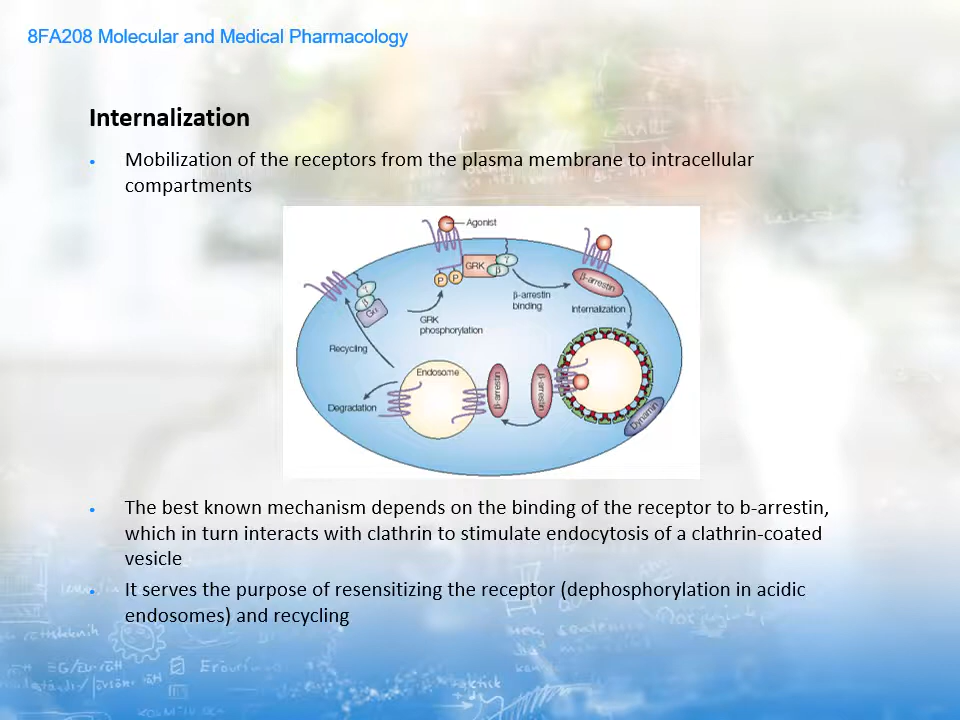 8FA208 Molecular and Medical Pharmacology
Internalization
• Mobilization of the receptors from the plasma membrane to intracellular
compartments
Agonist
GRK
γ
β
P P
β-arrestin
γ
β
Gα
β-arrestin
binding
Internalization
GRK
phosphorylation
Recycling
Endosome
β-arrestin
β-arrestin
Degradation
Dynamin
• The best known mechanism depends on the binding of the receptor to b-arrestin,
which in turn interacts with clathrin to stimulate endocytosis of a clathrin-coated
vesicle
• It serves the purpose of resensitizing the receptor (dephosphorylation in acidic
endosomes) and recycling